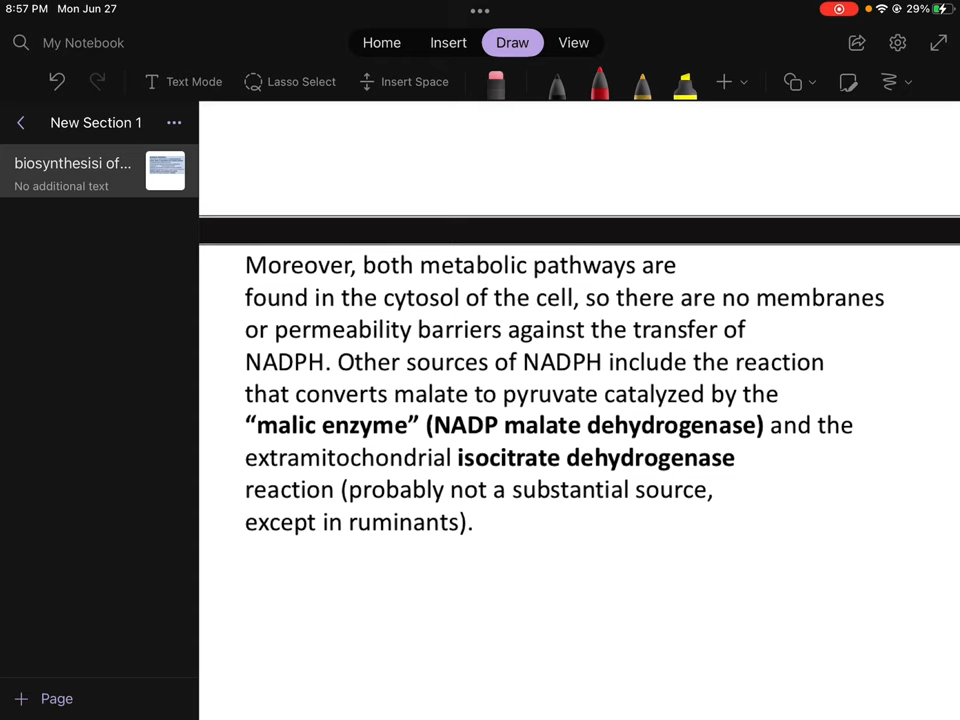 8:57 PM Mon Jun 27
29%
My Notebook
Home Insert Draw View
Text Mode Lasso Select Insert Space
New Section 1
biosynthesisi of...
No additional text
Moreover, both metabolic pathways are
found in the cytosol of the cell, so there are no membranes
or permeability barriers against the transfer of
NADPH. Other sources of NADPH include the reaction
that converts malate to pyruvate catalyzed by the
“malic enzyme” (NADP malate dehydrogenase) and the
extramitochondrial isocitrate dehydrogenase
reaction (probably not a substantial source,
except in ruminants).
Page